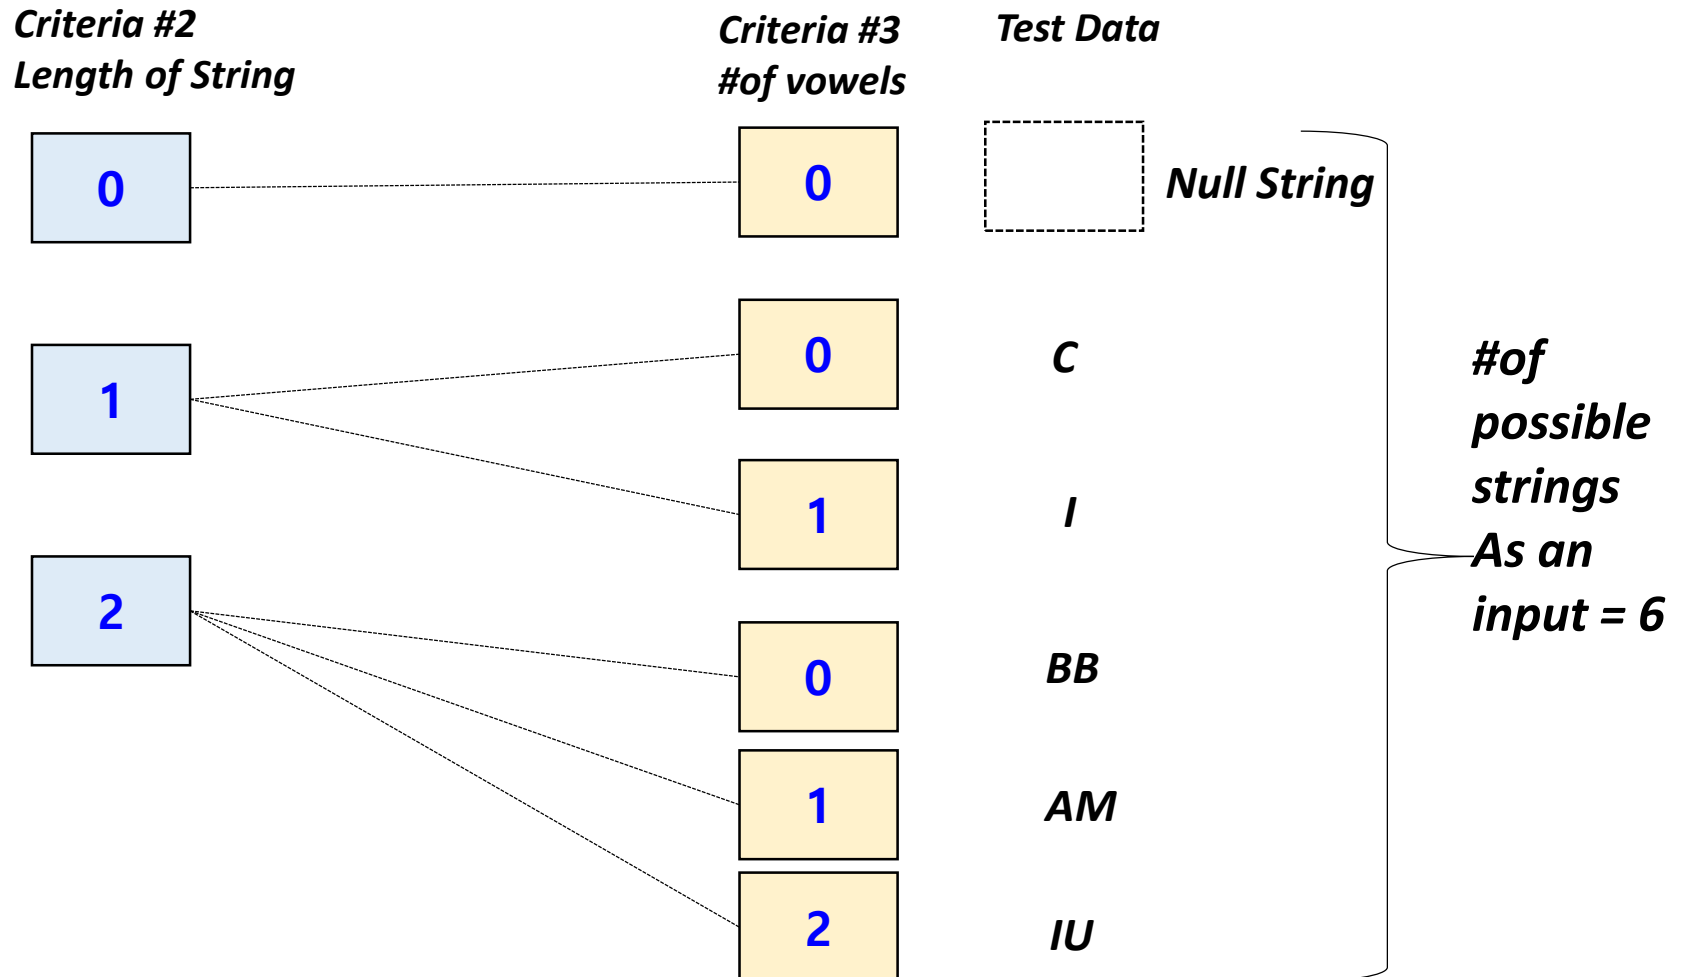 Criteria #2
Length of String
Criteria #3
#of vowels
Test Data
0
0
Null String
1
0
C
1
I
2
0
BB
1
AM
2
IU
#of
possible
strings
As an
input = 6